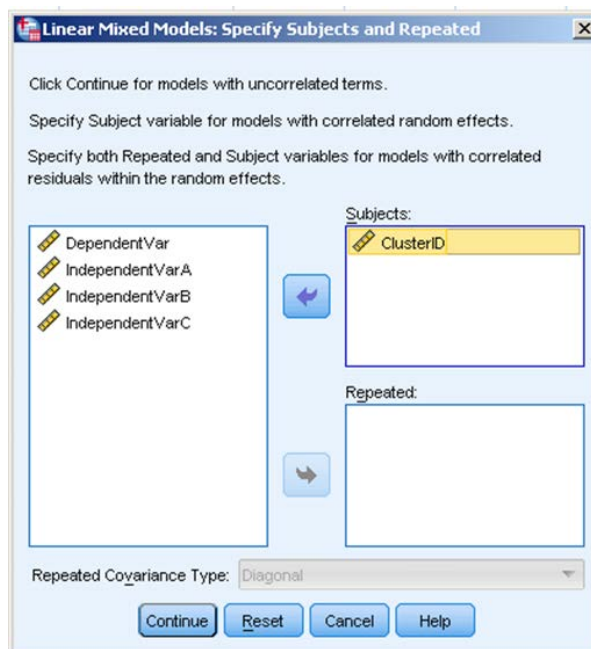 Linear Mixed Models: Specify Subjects and Repeated
Click Continue for models with uncorrelated terms.
Specify Subject variable for models with correlated random effects.
Specify both Repeated and Subject variables for models with correlated
residuals within the random effects.
Subjects:
DependentVar
IndependentVarA
IndependentVarB
IndependentVarC
ClusterID
Repeated:
Repeated Covariance Type: Diagonal
Continue Reset Cancel Help